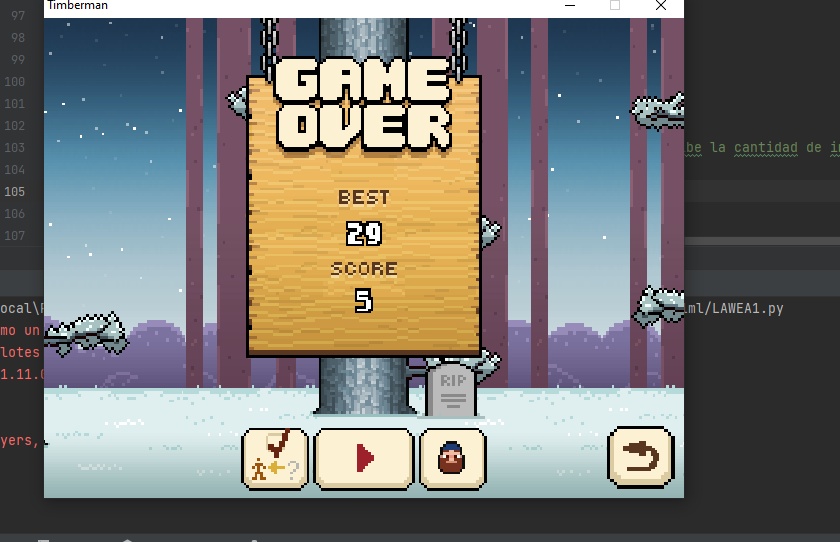 Timberman
97
98
99
100
101
102
103
104
105
106
107
GAME
OVER
BEST
29
SCORE
5
RIP
be la cantidad de
ocal\
ml/LAWEA1.py
mo un
lotes
1.11.0
yers,
?